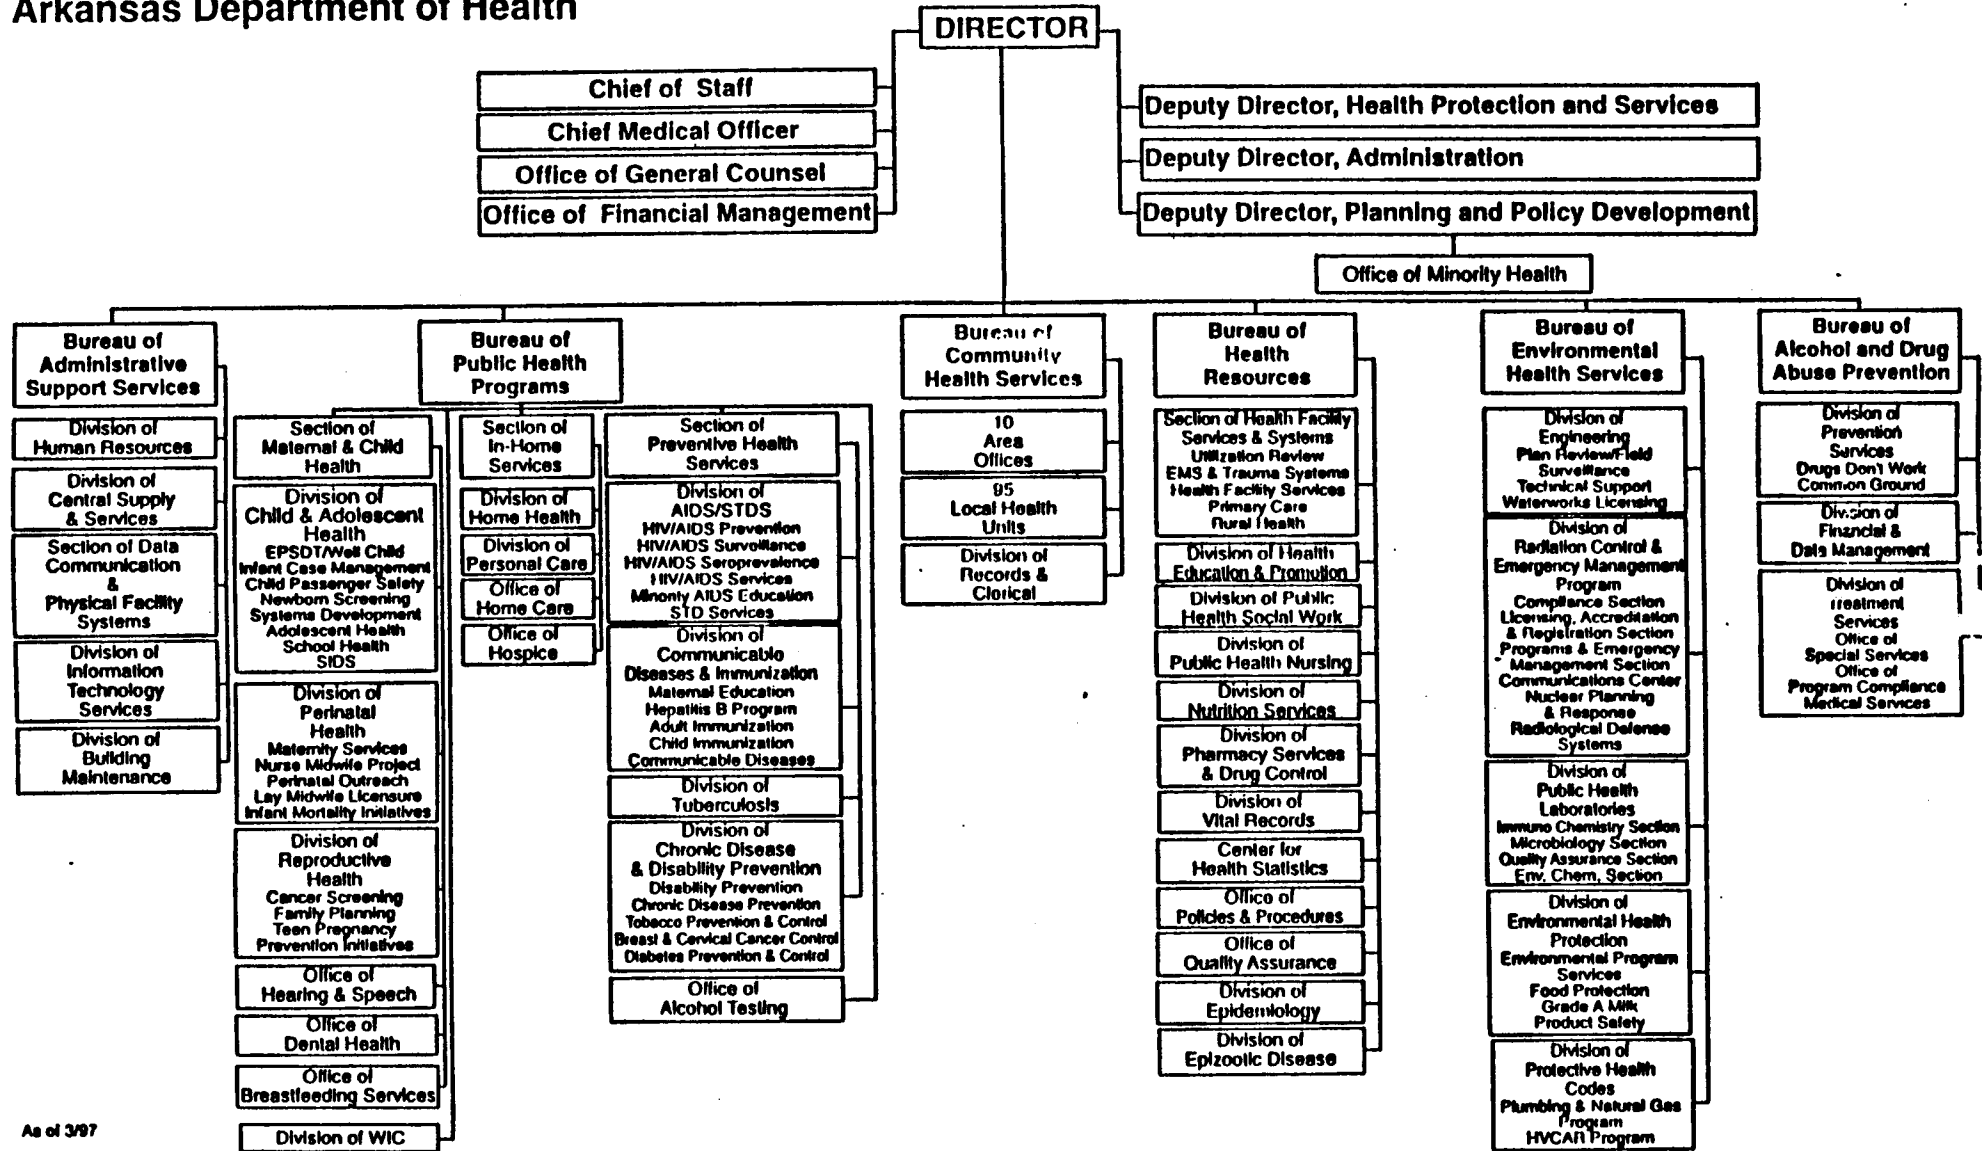 Arkansas Department of Health
DIRECTOR
Chief of Staff
Chief Medical Officer
Office of General Counsel
Office of Financial Management
Deputy Director, Health Protection and Services
Deputy Director, Administration
Deputy Director, Planning and Policy Development
Office of Minority Health
Bureau of
Administrative
Support Services
Division of
Human Resources
Division of
Central Supply
& Services
Section of Data
Communication
&
Physical Facility
Systems
Division of
Information
Technology
Services
Division of
Building
Maintenance
Bureau of
Public Health
Programs
Section of
Maternal & Child
Health
Division of
Child & Adolescent
Health
EPSDT/Well Child
Infant Case Management
Child Passenger Safety
Newborn Screening
Systems Development
Adolescent Health
School Health
SIDS
Division of
Perinatal
Health
Maternity Services
Nurse Midwife Project
Perinatal Outreach
Lay Midwife Licensure
Infant Mortality Initiatives
Division of
Reproductive
Health
Cancer Screening
Family Planning
Teen Pregnancy
Prevention Initiatives
Office of
Hearing & Speech
Office of
Dental Health
Office of
Breastfeeding Services
Division of WIC
Section of
In-Home
Services
Division of
Home Health
Division of
Personal Care
Office of
Home Care
Office of
Hospice
Section of
Preventive Health
Services
Division of
AIDS/STDS
HIV/AIDS Prevention
HIV/AIDS Surveillance
HIV/AIDS Seroprevalence
HIV/AIDS Services
Minority AIDS Education
STD Services
Division of
Communicable
Diseases & Immunization
Maternal Education
Hepatitis B Program
Adult Immunization
Child Immunization
Communicable Diseases
Division of
Tuberculosis
Division of
Chronic Disease
& Disability Prevention
Disability Prevention
Chronic Disease Prevention
Tobacco Prevention & Control
Breast & Cervical Cancer Control
Diabetes Prevention & Control
Office of
Alcohol Testing
Bureau of
Community
Health Services
10
Area
Offices
95
Local Health
Units
Division of
Records &
Clerical
Bureau of
Health
Resources
Section of Health Facility
Services & Systems
Utilization Review
EMS & Trauma Systems
Health Facility Services
Primary Care
Rural Health
Division of Health
Education & Promotion
Division of Public
Health Social Work
Division of
Public Health Nursing
Division of
Nutrition Services
Division of
Pharmacy Services
& Drug Control
Division of
Vital Records
Center for
Health Statistics
Office of
Policies & Procedures
Office of
Quality Assurance
Division of
Epidemiology
Division of
Epizootic Disease
Bureau of
Environmental
Health Services
Division of
Engineering
Plan Review/Field
Surveillance
Technical Support
Waterworks Licensing
Division of
Radiation Control &
Emergency Management
Program
Compliance Section
Licensing, Accreditation
& Registration Section
Programs & Emergency
Management Section
Communications Center
Nuclear Planning
& Response
Radiological Defense
Systems
Division of
Public Health
Laboratories
Immuno Chemistry Section
Microbiology Section
Quality Assurance Section
Env. Chem, Section
Division of
Environmental Health
Protection
Environmental Program
Services
Food Protection
Grade A Milk
Product Safety
Division of
Protective Health
Codes
Plumbing & Natural Gas
Program
HVCAR Program
Bureau of
Alcohol and Drug
Abuse Prevention
Division of
Prevention
Services
Drugs Don't Work
Common Ground
Division of
Financial &
Data Management
Division of
Treatment
Services
Office of
Special Services
Office of
Program Compliance
Medical Services
As of 3/97